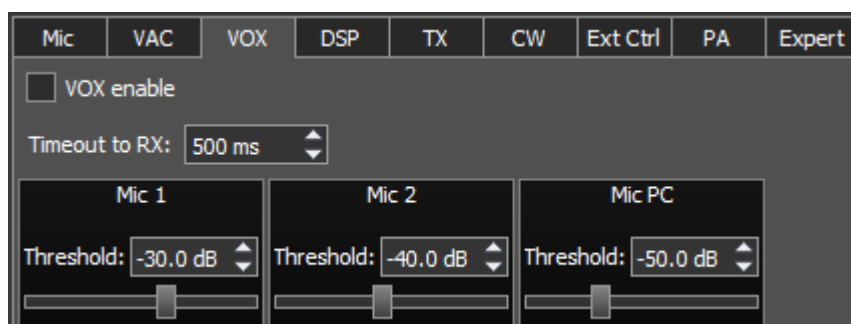 Mic VAC VOX DSP TX CW Ext Ctrl PA Expert
VOX enable
Timeout to RX: 500 ms
Mic 1 Mic 2 Mic PC
Threshold: -30.0 dB Threshold: -40.0 dB Threshold: -50.0 dB